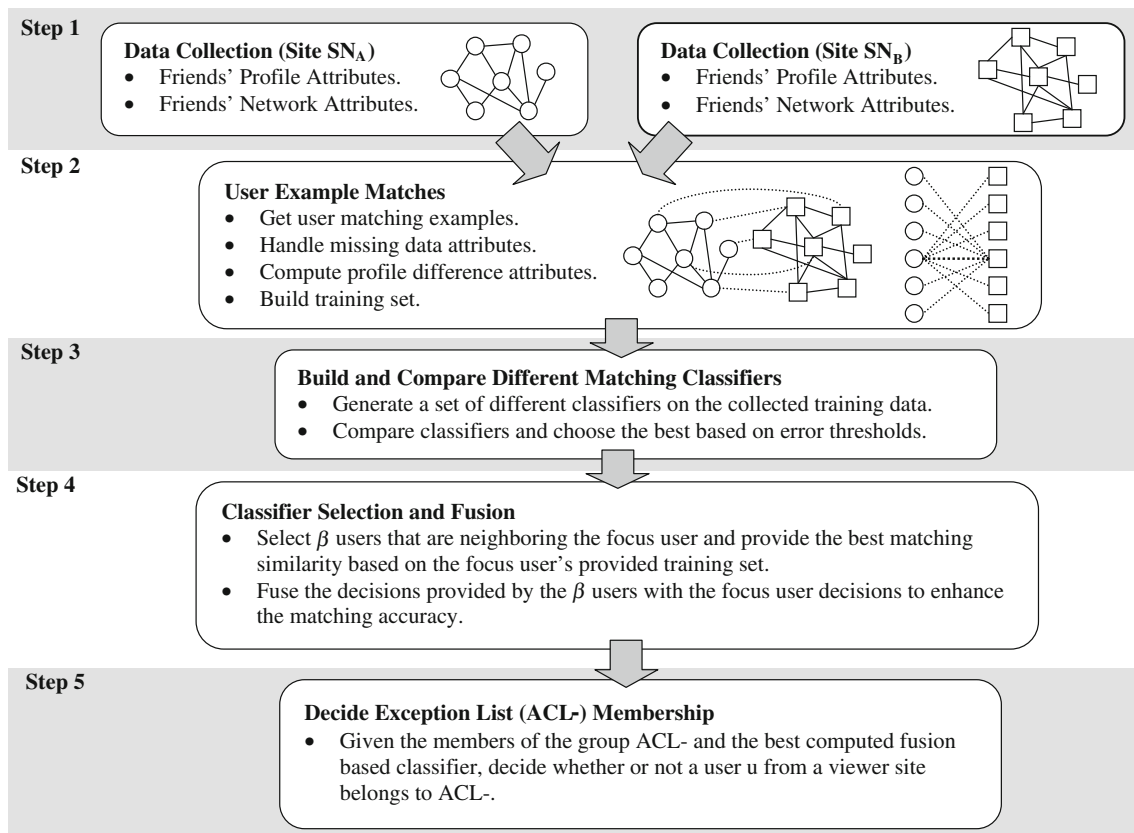 Step 1
Data Collection (Site SN_A)
• Friends' Profile Attributes.
• Friends' Network Attributes.
Data Collection (Site SN_B)
• Friends' Profile Attributes.
• Friends' Network Attributes.
Step 2
User Example Matches
• Get user matching examples.
• Handle missing data attributes.
• Compute profile difference attributes.
• Build training set.
Step 3
Build and Compare Different Matching Classifiers
• Generate a set of different classifiers on the collected training data.
• Compare classifiers and choose the best based on error thresholds.
Step 4
Classifier Selection and Fusion
• Select β users that are neighboring the focus user and provide the best matching
similarity based on the focus user's provided training set.
• Fuse the decisions provided by the β users with the focus user decisions to enhance
the matching accuracy.
Step 5
Decide Exception List (ACL-) Membership
• Given the members of the group ACL- and the best computed fusion
based classifier, decide whether or not a user u from a viewer site
belongs to ACL-.